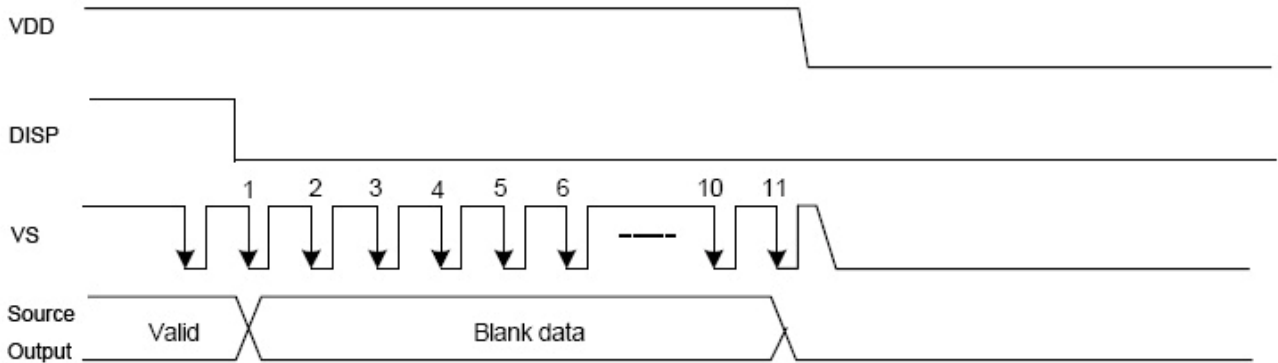 VDD
DISP
1 2 3 4 5 6 10 11
VS
Source
Output
Valid
Blank data